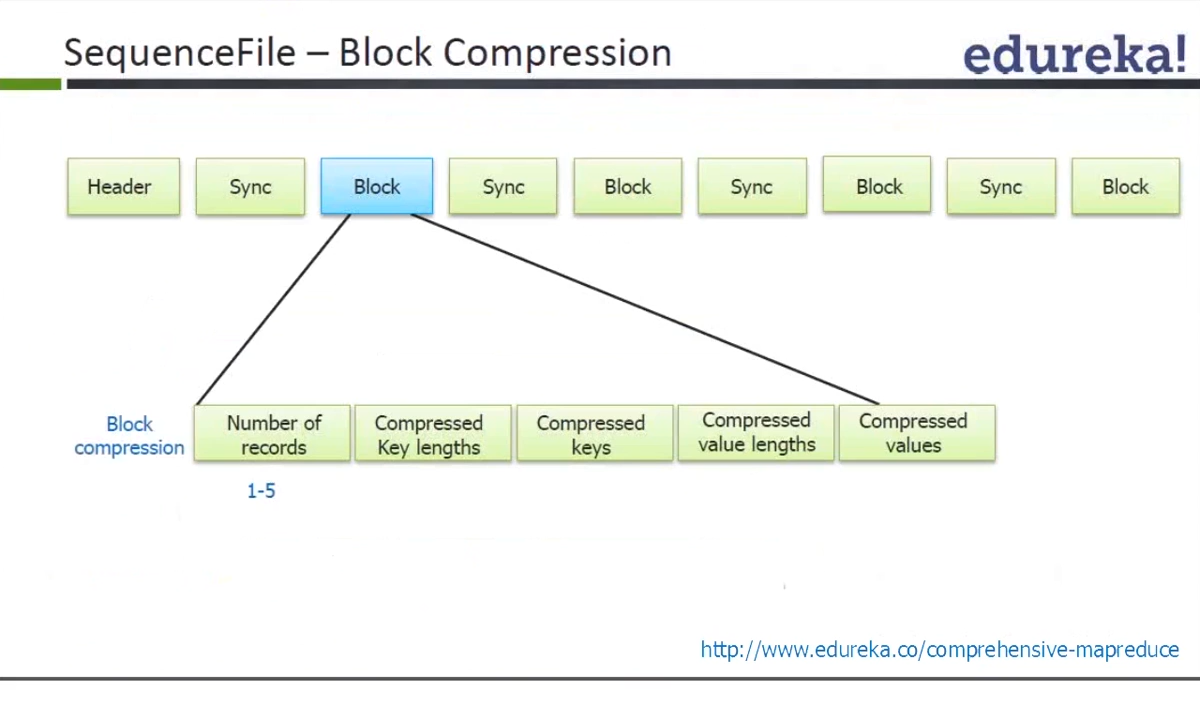 SequenceFile – Block Compression
edureka!
Header
Sync
Block
Sync
Block
Sync
Block
Sync
Block
Block
compression
Number of
records
Compressed
Key lengths
Compressed
keys
Compressed
value lengths
Compressed
values
1-5
http://www.edureka.co/comprehensive-mapreduce